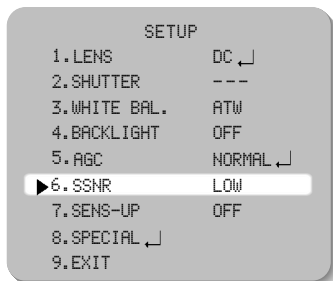 SETUP
1.LENS DC ↵
2.SHUTTER ---
3.WHITE BAL. ATW
4.BACKLIGHT OFF
5.AGC NORMAL ↵
▶6.SSNR LOW
7.SENS-UP OFF
8.SPECIAL ↵
9.EXIT